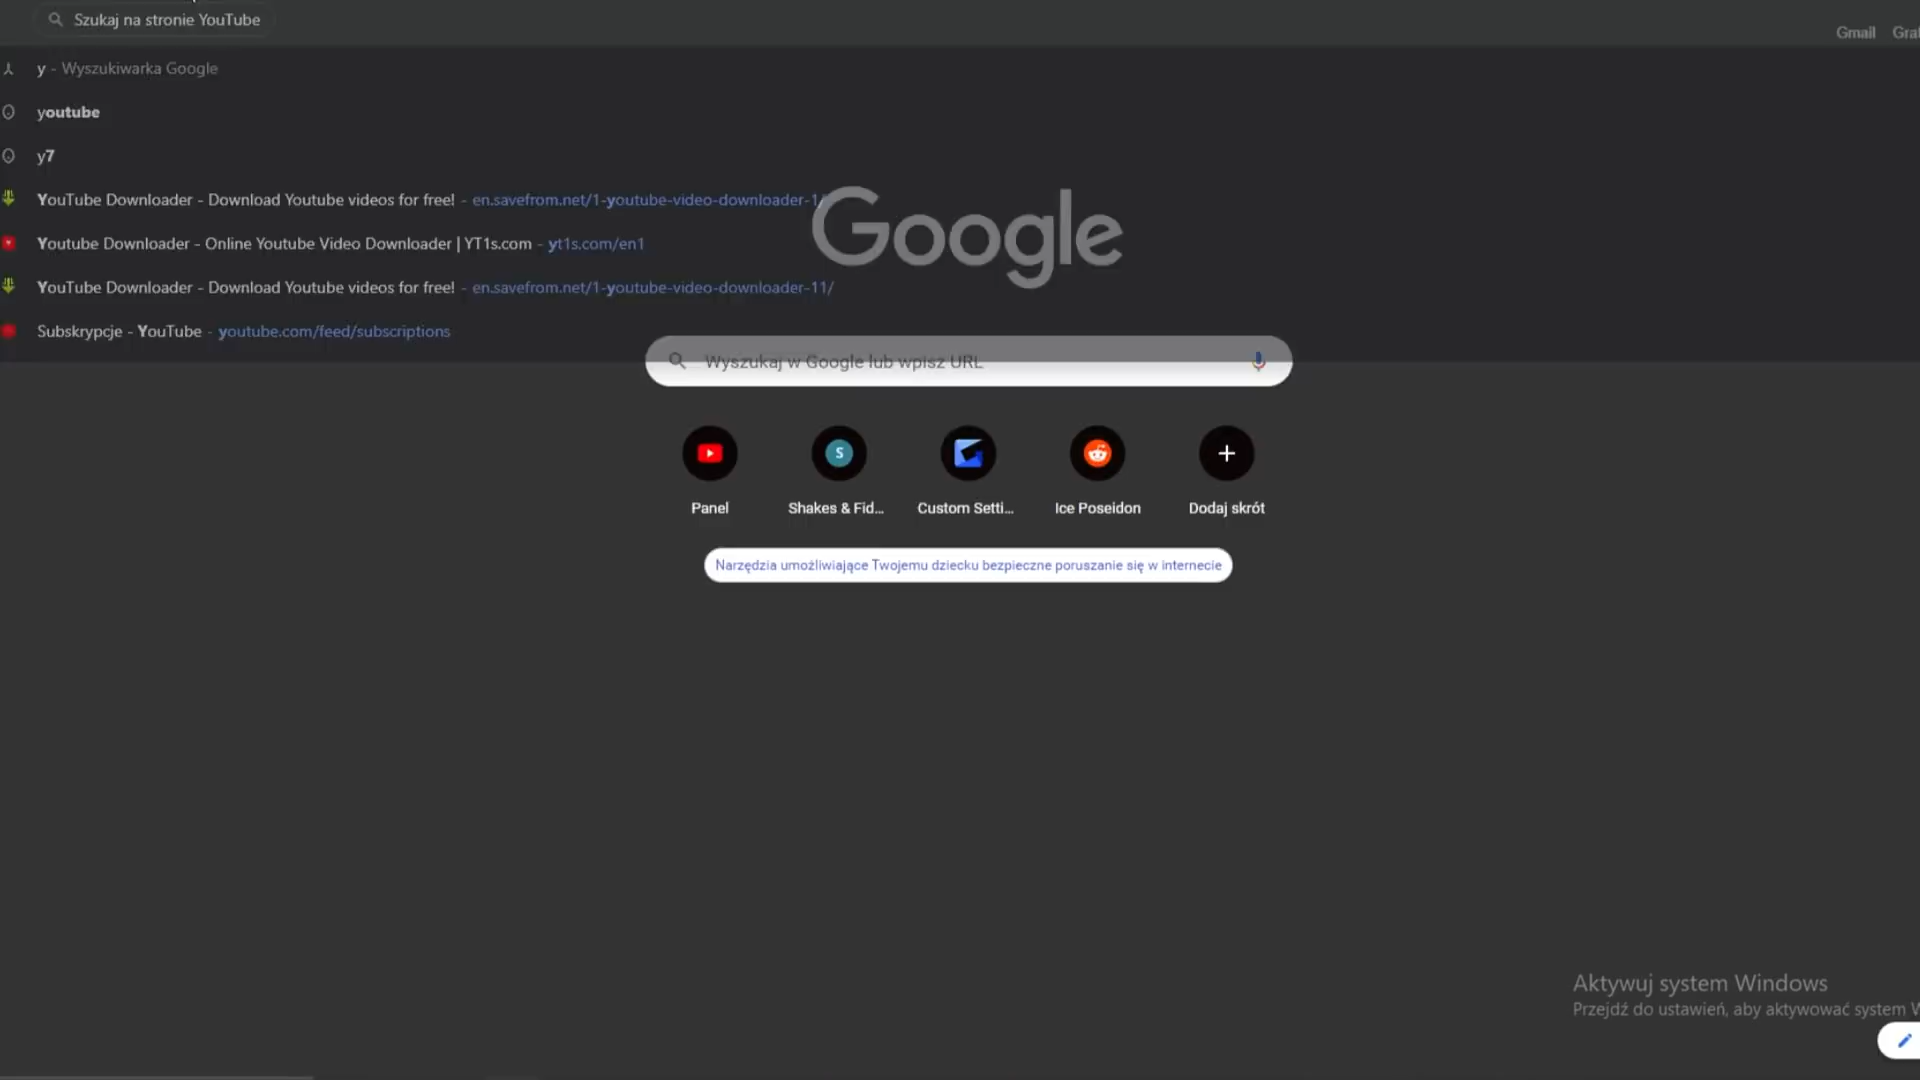 Szukaj na stronie YouTube
Gmail
y - Wyszukiwarka Google
youtube
y7
YouTube Downloader - Download Youtube videos for free! - en.savefrom.net/1-youtube-video-downloader-1/
Youtube Downloader - Online Youtube Video Downloader | YT1s.com - yt1s.com/en1
YouTube Downloader - Download Youtube videos for free! - en.savefrom.net/1-youtube-video-downloader-11/
Subskrypcje - YouTube - youtube.com/feed/subscriptions
Google
Wyszukaj w Google lub wpisz URL
S
Panel
Shakes & Fid...
Custom Setti...
Ice Poseidon
Dodaj skrót
Narzędzia umożliwiające Twojemu dziecku bezpieczne poruszanie się w internecie
Aktywuj system Windows
Przejdź do ustawień, aby aktywować system